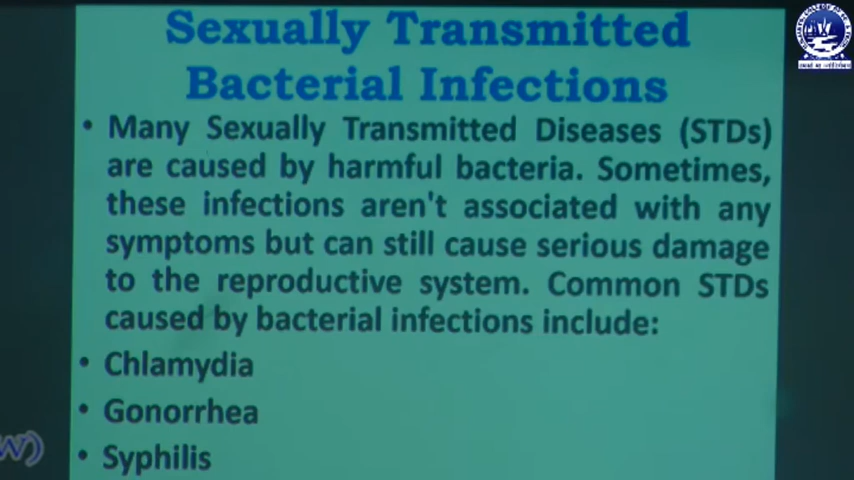 Sexually Transmitted
Bacterial Infections
• Many Sexually Transmitted Diseases (STDs)
are caused by harmful bacteria. Sometimes,
these infections aren't associated with any
symptoms but can still cause serious damage
to the reproductive system. Common STDs
caused by bacterial infections include:
• Chlamydia
• Gonorrhea
• Syphilis